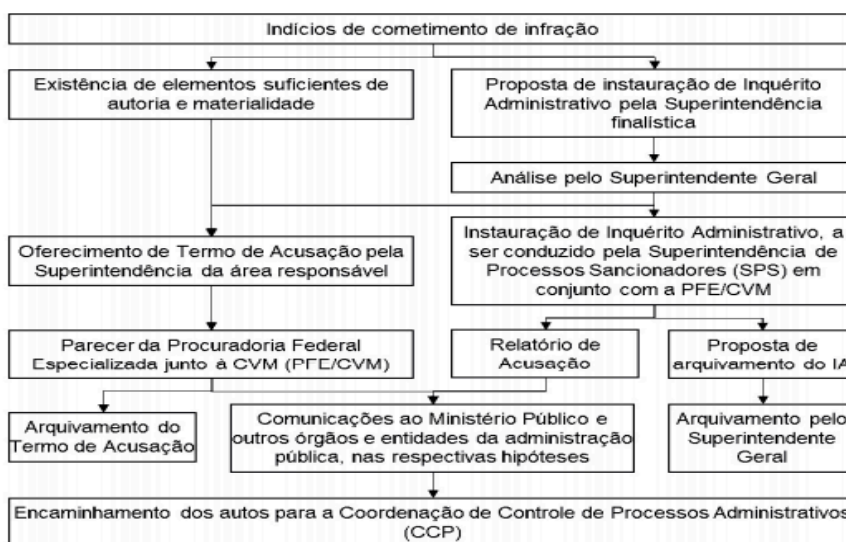 Indícios de cometimento de infração
Existência de elementos suficientes de
autoria e materialidade
Proposta de instauração de Inquérito
Administrativo pela Superintendência
finalística
Análise pelo Superintendente Geral
Oferecimento de Termo de Acusação pela
Superintendência da área responsável
Instauração de Inquérito Administrativo, a
ser conduzido pela Superintendência de
Processos Sancionadores (SPS) em
conjunto com a PFE/CVM
Parecer da Procuradoria Federal
Especializada junto à CVM (PFE/CVM)
Relatório de
Acusação
Proposta de
arquivamento do IA
Arquivamento do
Termo de Acusação
Comunicações ao Ministério Público e
outros órgãos e entidades da administração
pública, nas respectivas hipóteses
Arquivamento pelo
Superintendente
Geral
Encaminhamento dos autos para a Coordenação de Controle de Processos Administrativos
(CCP)